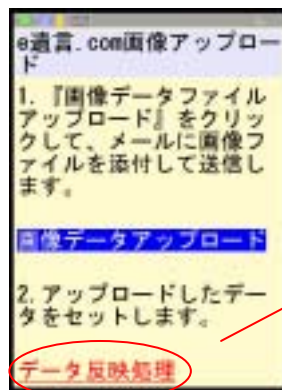 e遺言.com画像アップロー
ド
1.『画像データファイル
アップロード』をクリッ
クして、メールに画像フ
ァイルを添付して送信し
ます。
画像データアップロード
2.アップロードしたデー
タをセットします。
データ反映処理